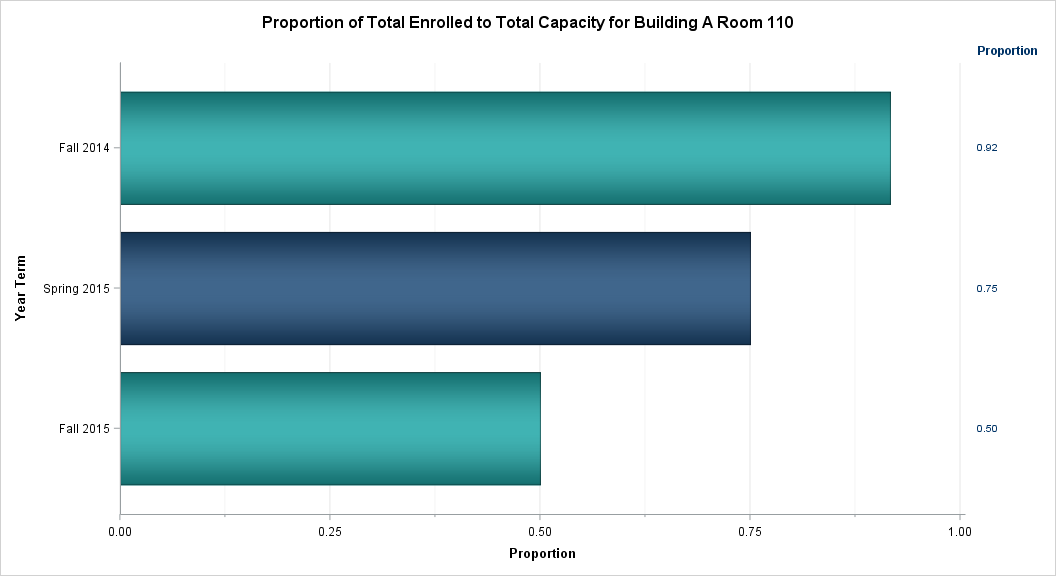 Proportion of Total Enrolled to Total Capacity for Building A Room 110
Proportion
Fall 2014
0.92
Year Term
Spring 2015
0.75
Fall 2015
0.50
0.00
0.25
0.50
0.75
1.00
Proportion